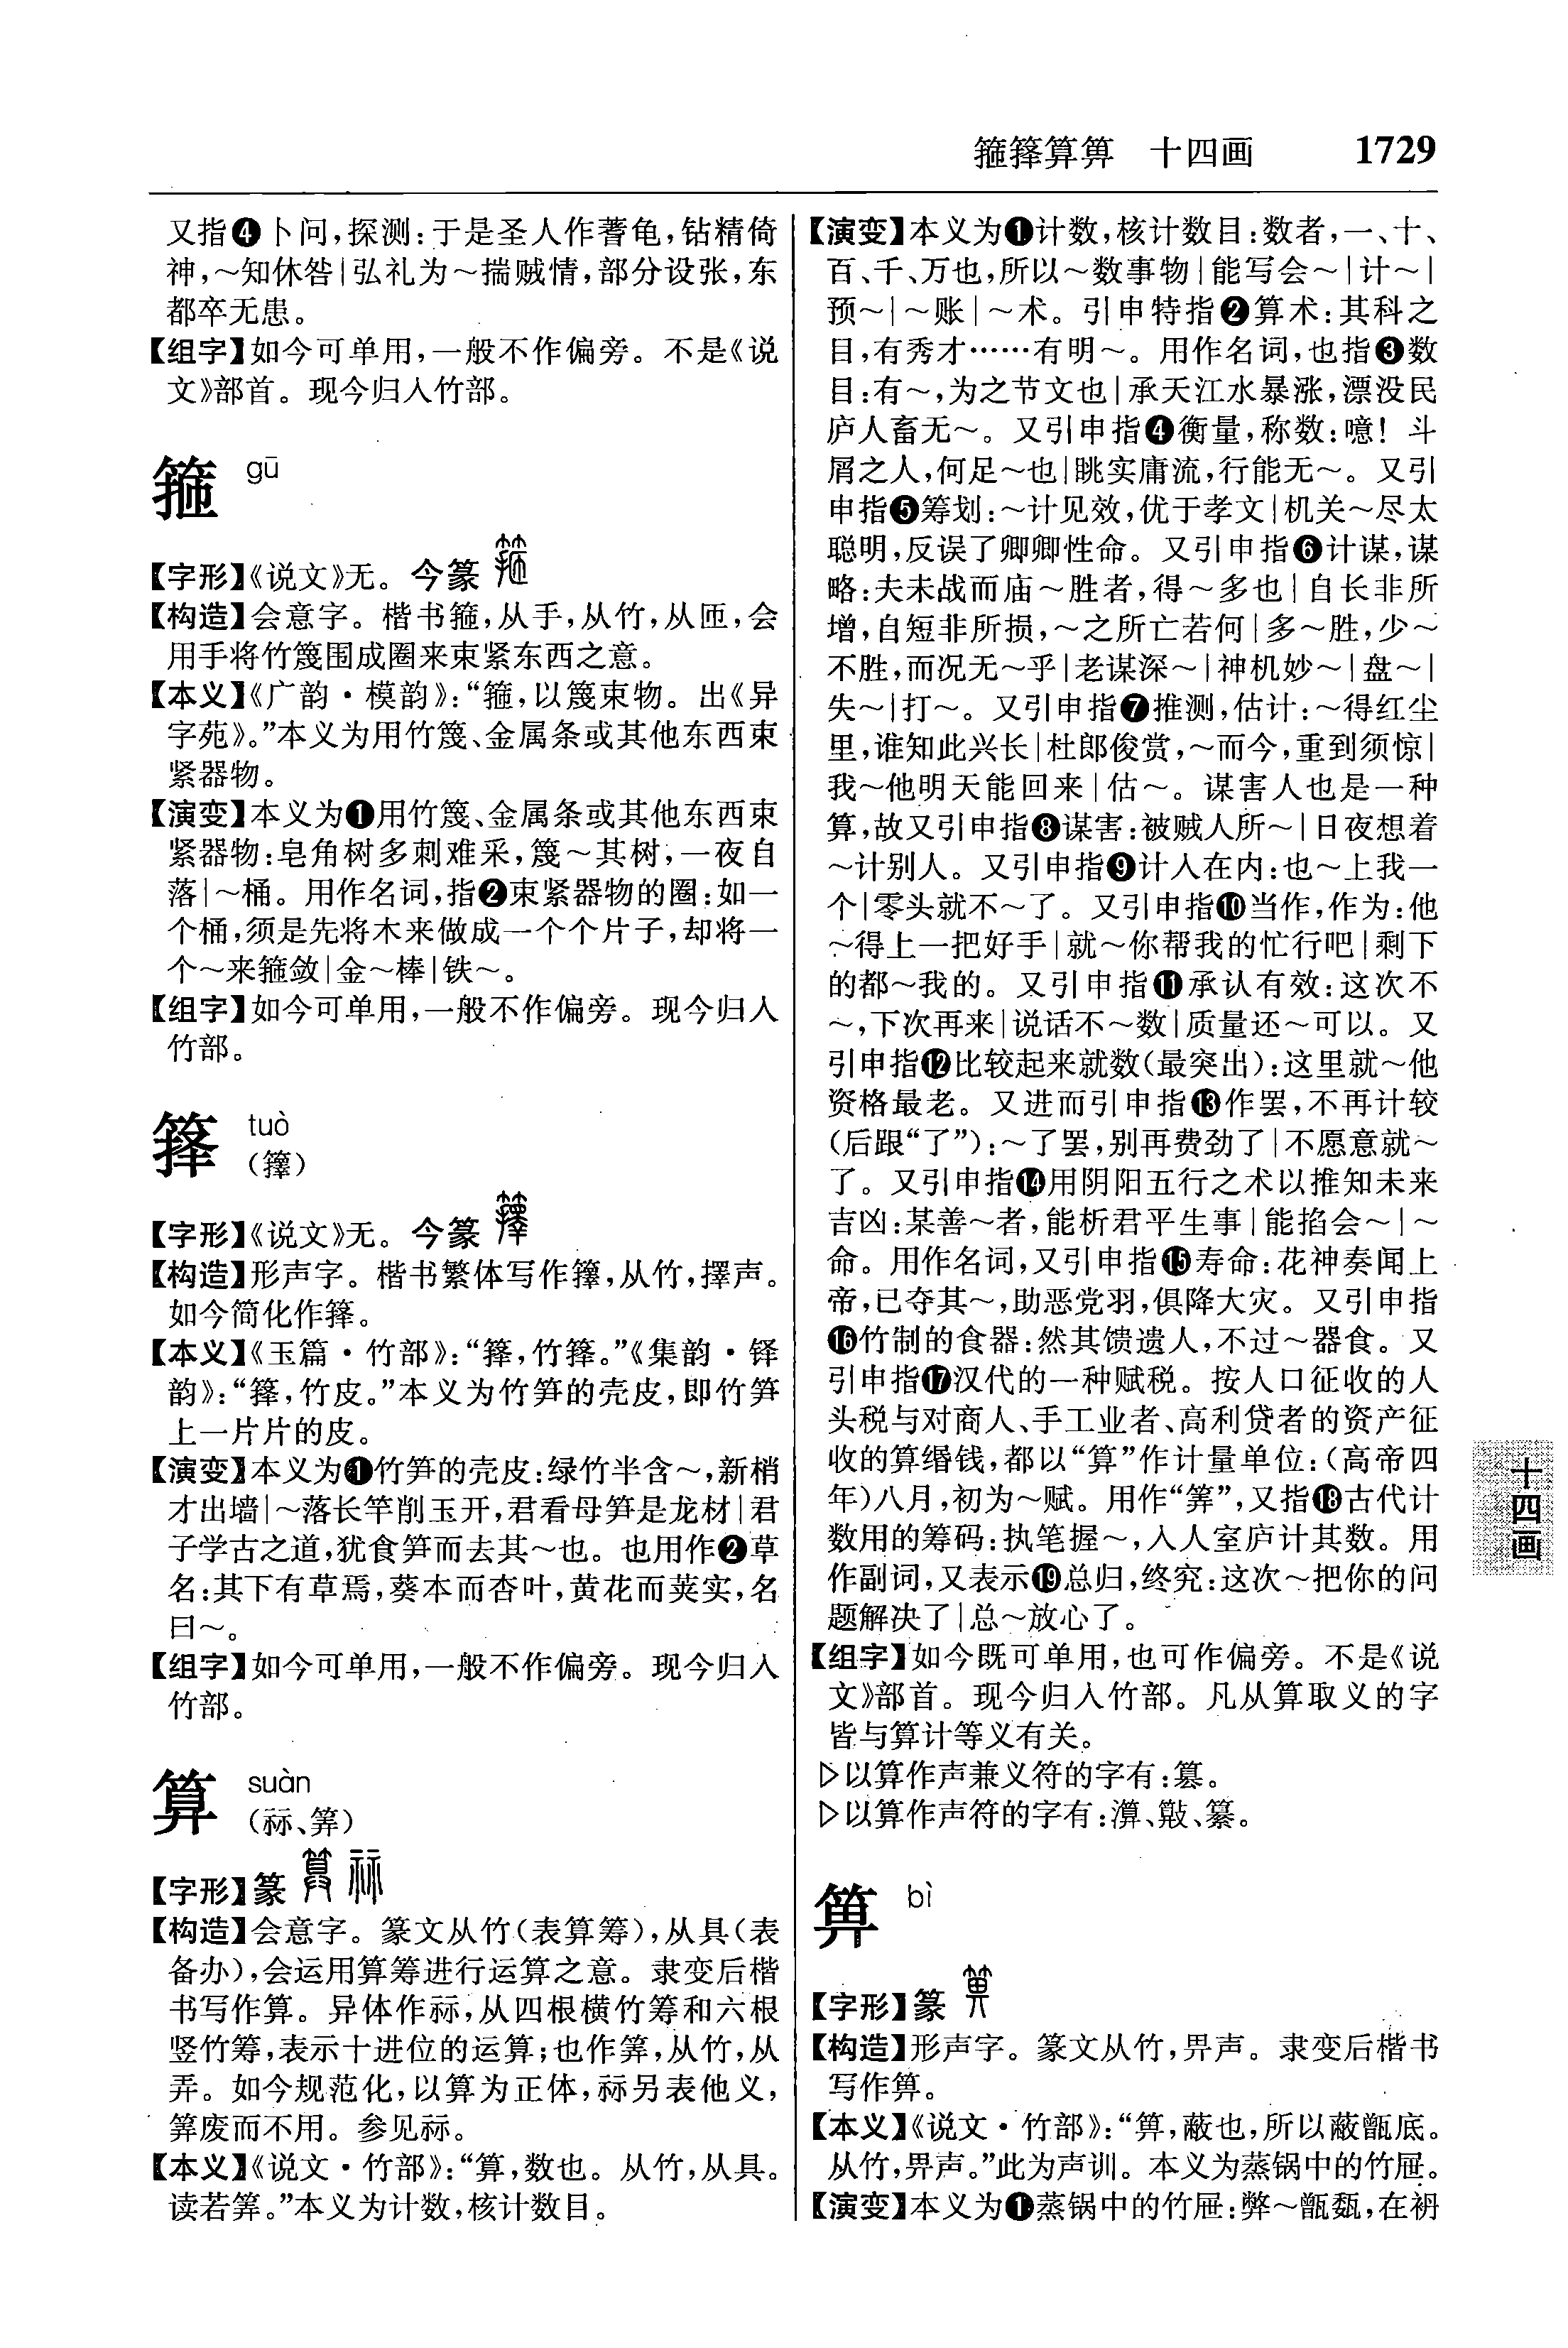 箍箨算箅　十四画　1729
又指❹卜问，探测：于是圣人作蓍龟，钻精倚
神，～知休咎|弘礼为～揣贼情，部分设张，东
都卒无患。
【组字】如今可单用，一般不作偏旁。不是《说
文》部首。现今归入竹部。
箍 gū
【字形】《说文》无。今篆
【构造】会意字。楷书箍，从手，从竹，从匝，会
用手将竹篾围成圈来束紧东西之意。
【本义】《广韵·模韵》：“箍，以篾束物。出《异
字苑》。”本义为用竹篾、金属条或其他东西束
紧器物。
【演变】本义为❶用竹篾、金属条或其他东西束
紧器物：皂角树多刺难采，篾～其树，一夜自
落|～桶。用作名词，指❷束紧器物的圈：如一
个桶，须是先将木来做成一个个片子，却将一
个～来箍敛|金～棒|铁～。
【组字】如今可单用，一般不作偏旁。现今归入
竹部。
箨 tuò
（籜）
【字形】《说文》无。今篆
【构造】形声字。楷书繁体写作籜，从竹，擇声。
如今简化作箨。
【本义】《玉篇·竹部》：“箨，竹箨。”《集韵·铎
韵》：“箨，竹皮。”本义为竹笋的壳皮，即竹笋
上一片片的皮。
【演变】本义为❶竹笋的壳皮：绿竹半含～，新梢
才出墙|～落长竿削玉开，君看母笋是龙材|君
子学古之道，犹食笋而去其～也。也用作❷草
名：其下有草焉，葵本而杏叶，黄花而荚实，名
曰～。
【组字】如今可单用，一般不作偏旁。现今归入
竹部。
算 suàn
（祘、筭）
【字形】篆
【构造】会意字。篆文从竹（表算筹），从具（表
备办），会运用算筹进行运算之意。隶变后楷
书写作算。异体作祘，从四根横竹筹和六根
竖竹筹，表示十进位的运算；也作筭，从竹，从
弄。如今规范化，以算为正体，祘另表他义，
筭废而不用。参见祘。
【本义】《说文·竹部》：“算，数也。从竹，从具。
读若筭。”本义为计数，核计数目。
【演变】本义为❶计数，核计数目：数者，一、十、
百、千、万也，所以～数事物|能写会～|计～|
预～|～账|～术。引申特指❷算术：其科之
目，有秀才……有明～。用作名词，也指❸数
目：有～，为之节文也|承天江水暴涨，漂没民
庐人畜无～。又引申指❹衡量，称数：噫！斗
屑之人，何足～也|眺实庸流，行能无～。又引
申指❺筹划：～计见效，优于孝文|机关～尽太
聪明，反误了卿卿性命。又引申指❻计谋，谋
略：夫未战而庙～胜者，得～多也|自长非所
增，自短非所损，～之所亡若何|多～胜，少～
不胜，而况无～乎|老谋深～|神机妙～|盘～|
失～|打～。又引申指❼推测，估计：～得红尘
里，谁知此兴长|杜郎俊赏，～而今，重到须惊|
我～他明天能回来|估～。谋害人也是一种
算，故又引申指❽谋害：被贼人所～|日夜想着
～计别人。又引申指❾计入在内：也～上我一
个|零头就不～了。又引申指❿当作，作为：他
～得上一把好手|就～你帮我的忙行吧|剩下
的都～我的。又引申指⓫承认有效：这次不
～，下次再来|说话不～数|质量还～可以。又
引申指⓬比较起来就数（最突出）：这里就～他
资格最老。又进而引申指⓭作罢，不再计较
（后跟“了”）：～了罢，别再费劲了|不愿意就～
了。又引申指⓮用阴阳五行之术以推知未来
吉凶：某善～者，能析君平生事|能掐会～|～
命。用作名词，又引申指⓯寿命：花神奏闻上
帝，已夺其～，助恶党羽，俱降大灾。又引申指
⓰竹制的食器：然其馈遗人，不过～器食。又
引申指⓱汉代的一种赋税。按人口征收的人
头税与对商人、手工业者、高利贷者的资产征
收的算缗钱，都以“算”作计量单位：（高帝四
年）八月，初为～赋。用作“筭”，又指⓲古代计
数用的筹码：执笔握～，入人室庐计其数。用
作副词，又表示⓳总归，终究：这次～把你的问
题解决了|总～放心了。
【组字】如今既可单用，也可作偏旁。不是《说
文》部首。现今归入竹部。凡从算取义的字
皆与算计等义有关。
▷以算作声兼义符的字有：篡。
▷以算作声符的字有：澊、毇、纂。
箅 bì
【字形】篆
【构造】形声字。篆文从竹，畀声。隶变后楷书
写作箅。
【本义】《说文·竹部》：“箅，蔽也，所以蔽甑底。
从竹，畀声。”此为声训。本义为蒸锅中的竹屉。
【演变】本义为❶蒸锅中的竹屉：弊～甑瓾，在袇
十四画